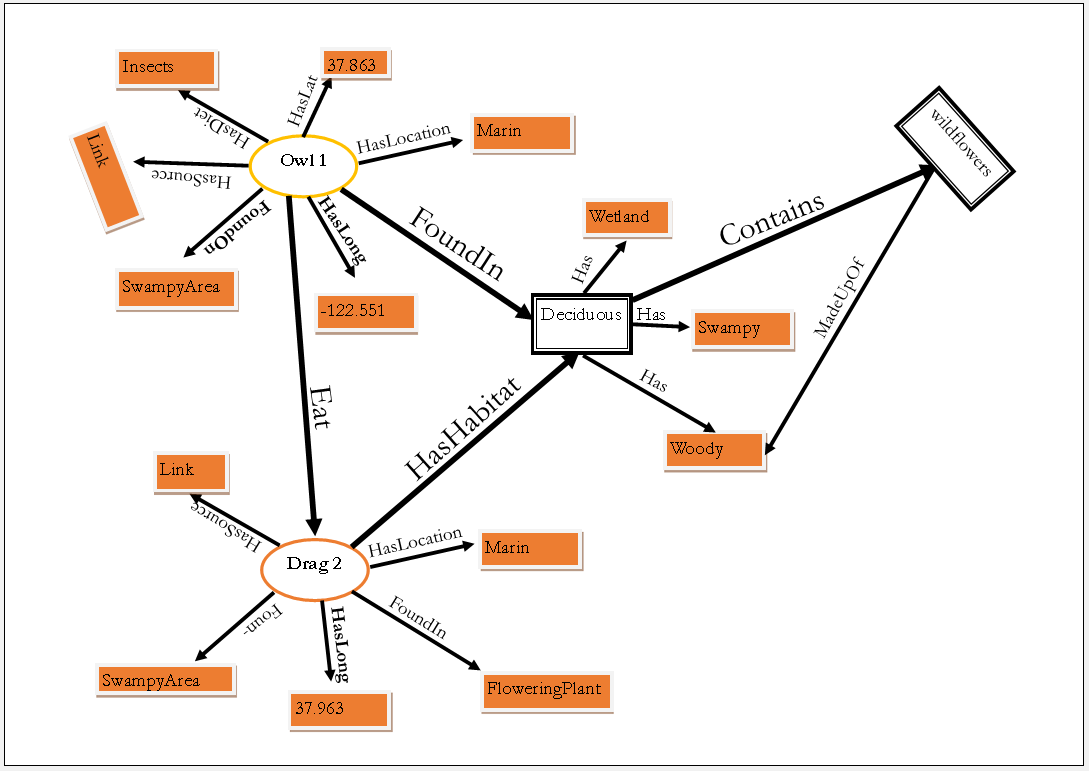 Insects
37.863
HasLat
HasDict
HasLocation
Marin
Link
Owl 1
HasSource
HasLong
FoundOn
SwampyArea
-122.551
FoundIn
Wetland
Has
Contains
wildflowers
Deciduous
Has
Swampy
MadeUpOf
Has
Woody
Eat
HasHabitat
Link
HasSource
HasLocation
Marin
Drag 2
Foun-
HasLong
FoundIn
SwampyArea
FloweringPlant
37.963